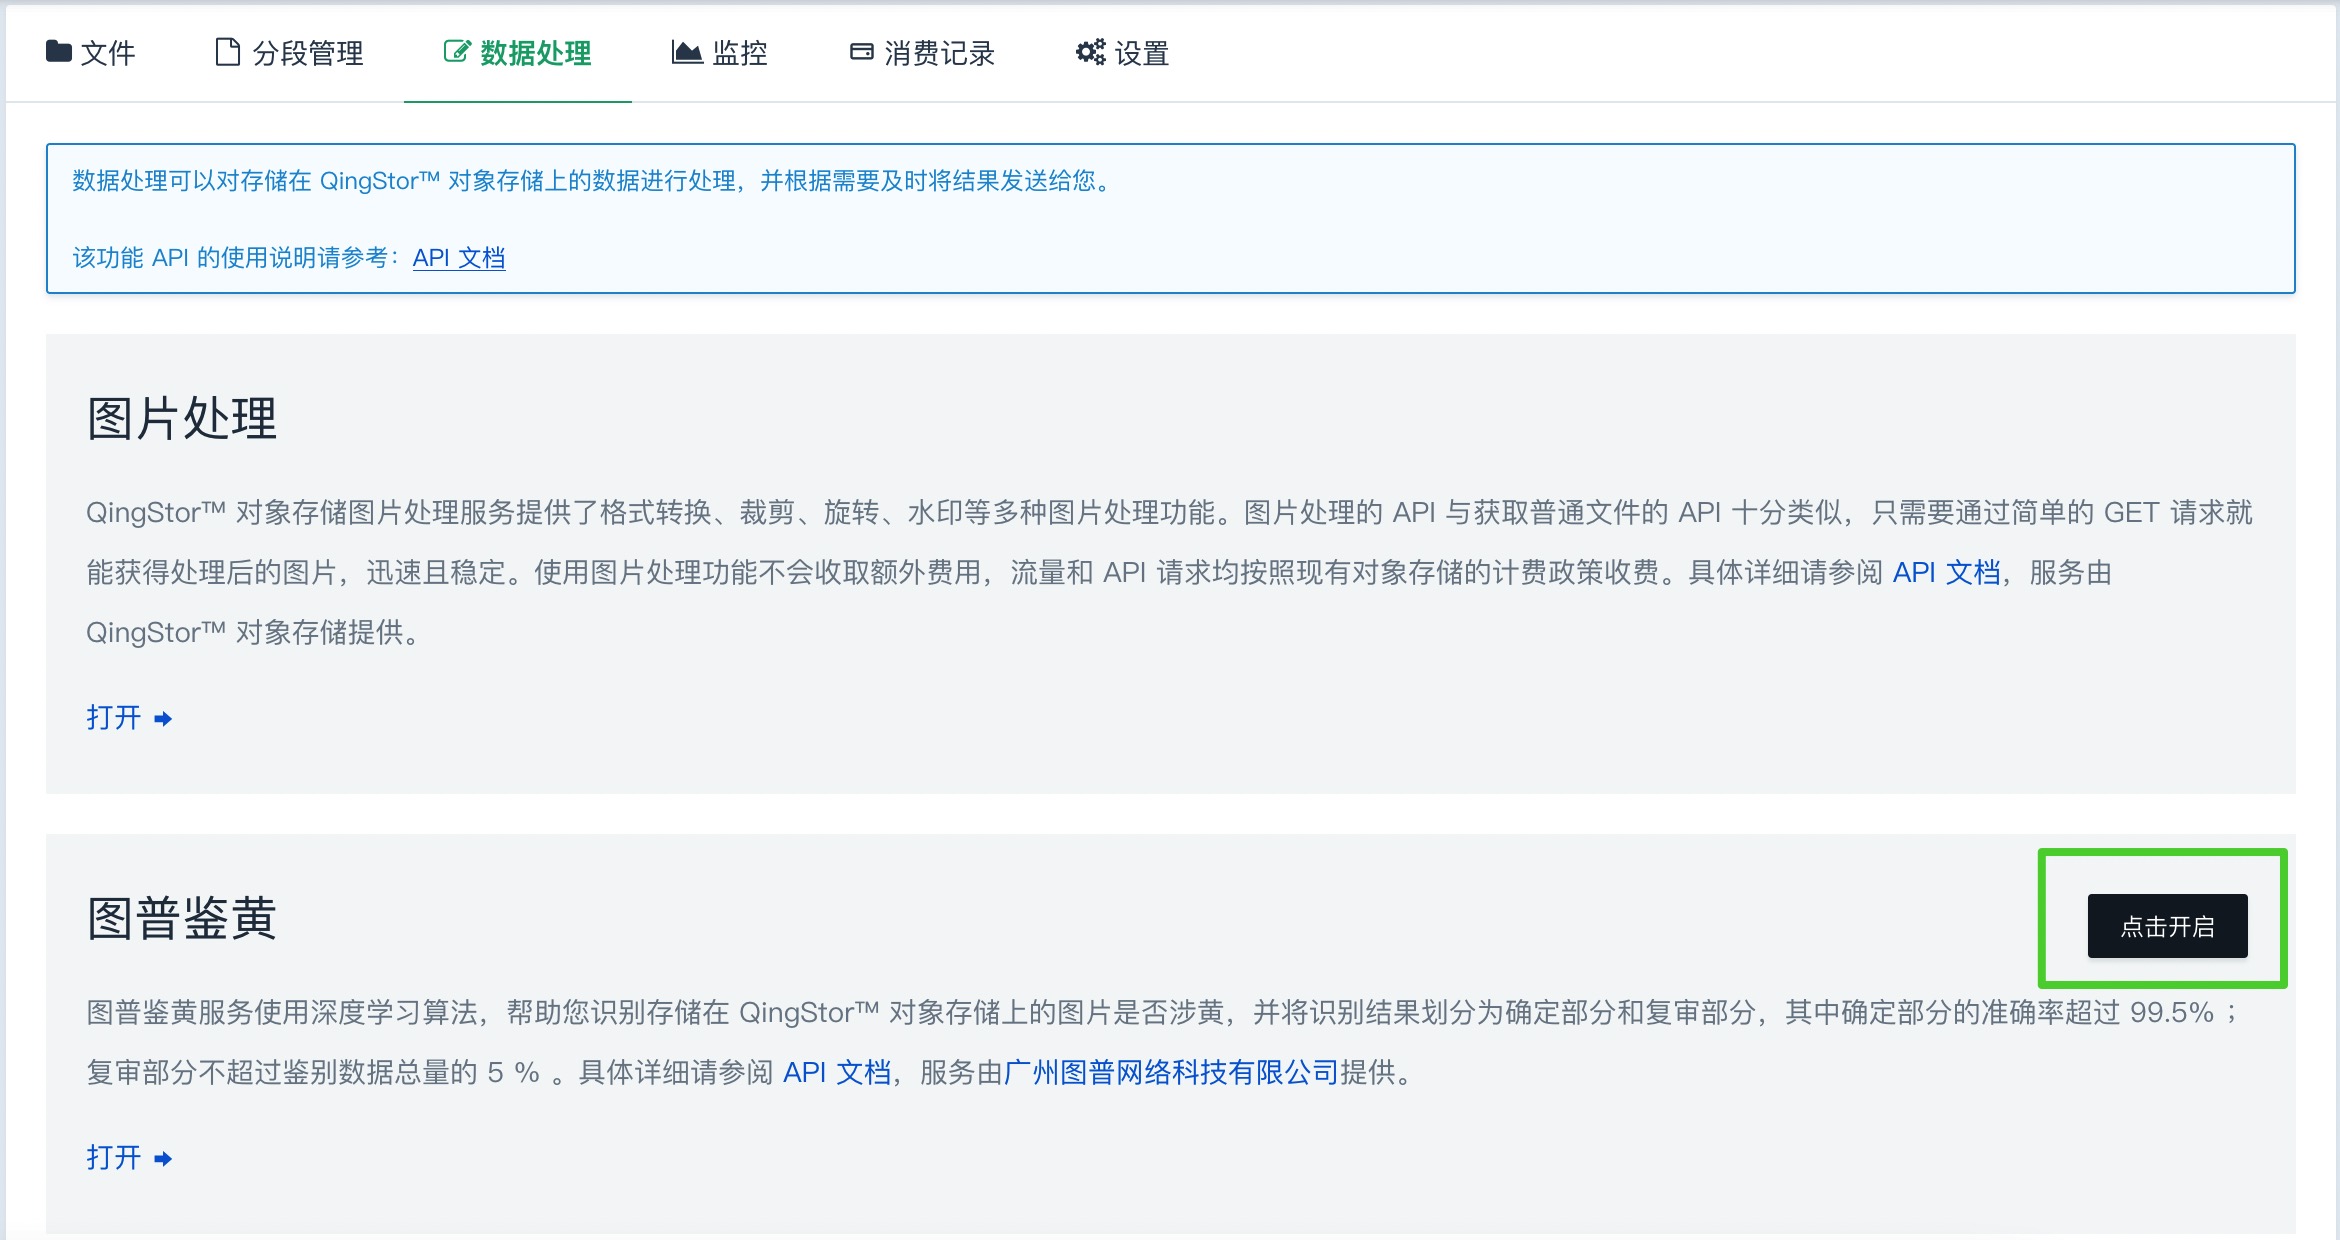 文件 分段管理 数据处理 监控 消费记录 设置
数据处理可以对存储在 QingStor™ 对象存储上的数据进行处理，并根据需要及时将结果发送给您。
该功能 API 的使用说明请参考：API 文档
图片处理
QingStor™ 对象存储图片处理服务提供了格式转换、裁剪、旋转、水印等多种图片处理功能。图片处理的 API 与获取普通文件的 API 十分类似，只需要通过简单的 GET 请求就
能获得处理后的图片，迅速且稳定。使用图片处理功能不会收取额外费用，流量和 API 请求均按照现有对象存储的计费政策收费。具体详细请参阅 API 文档，服务由
QingStor™ 对象存储提供。
打开
图普鉴黄
点击开启
图普鉴黄服务使用深度学习算法，帮助您识别存储在 QingStor™ 对象存储上的图片是否涉黄，并将识别结果划分为确定部分和复审部分，其中确定部分的准确率超过 99.5%；
复审部分不超过鉴别数据总量的 5 % 。具体详细请参阅 API 文档，服务由广州图普网络科技有限公司提供。
打开